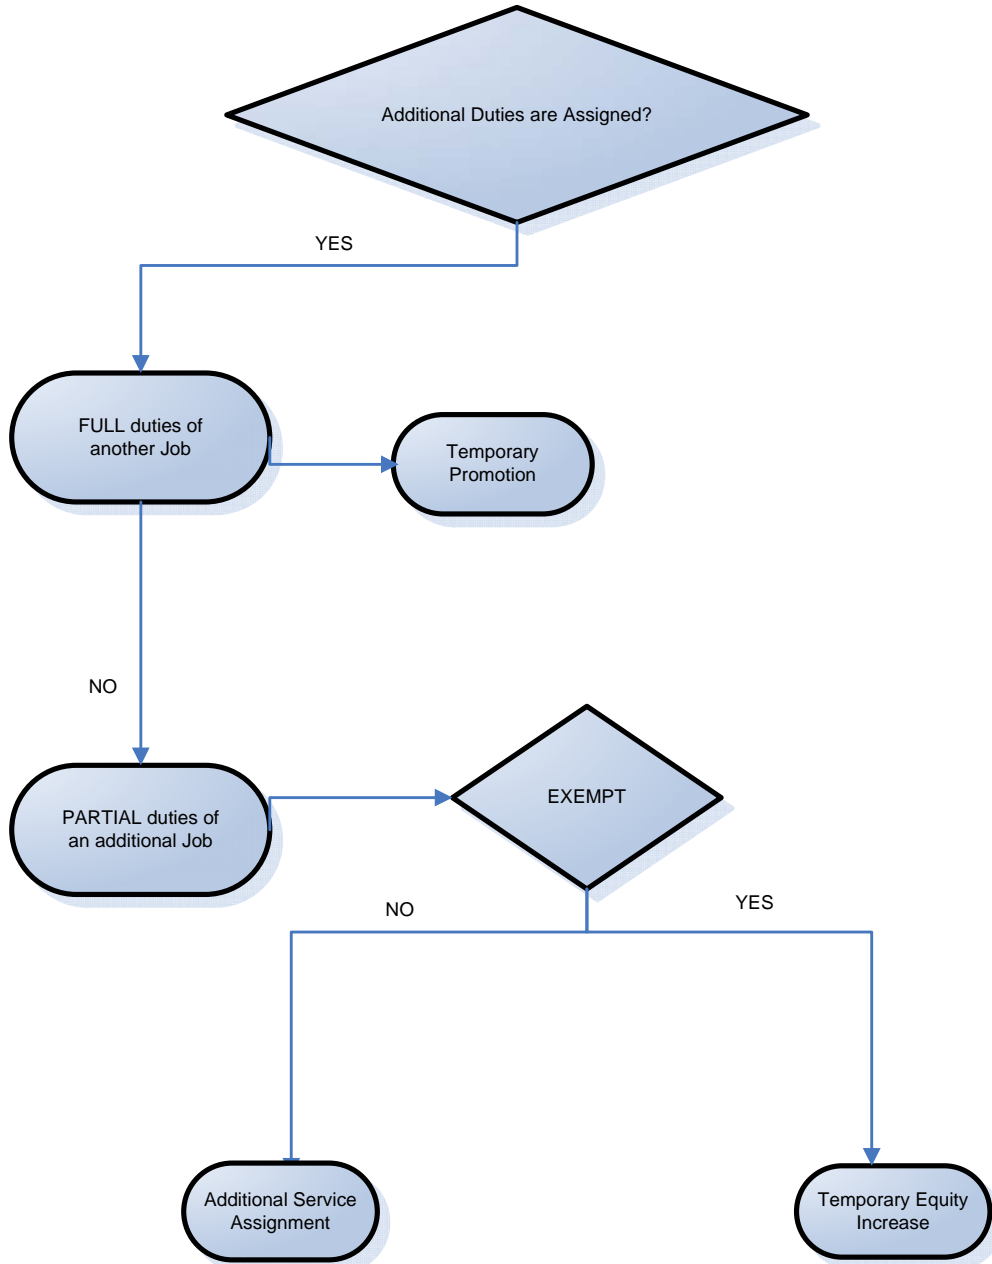 Additional Duties are Assigned?
YES
FULL duties of
another Job
Temporary
Promotion
NO
PARTIAL duties of
an additional Job
EXEMPT
NO
YES
Additional Service
Assignment
Temporary Equity
Increase